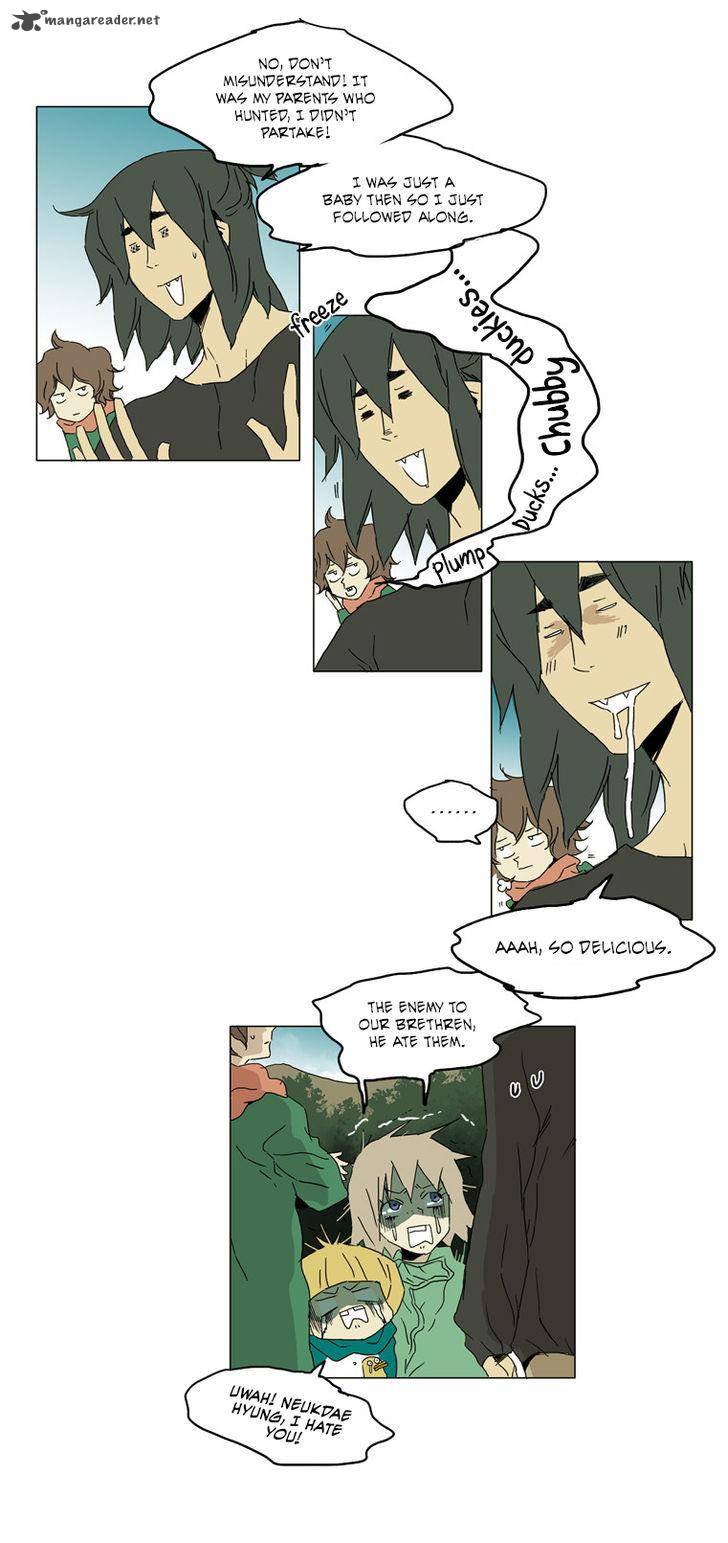 mangareader.net
NO, DON'T
MISUNDERSTAND! IT
WAS MY PARENTS WHO
HUNTED, I DIDN'T
PARTAKE!
I WAS JUST A
BABY THEN SO I JUST
FOLLOWED ALONG.
freeze
plump
Ducks...
Chubby
duckies...
......
AAAH, SO DELICIOUS.
THE ENEMY TO
OUR BRETHREN,
HE ATE THEM.
UWAH! NEUKDAE
HYUNG, I HATE
YOU!